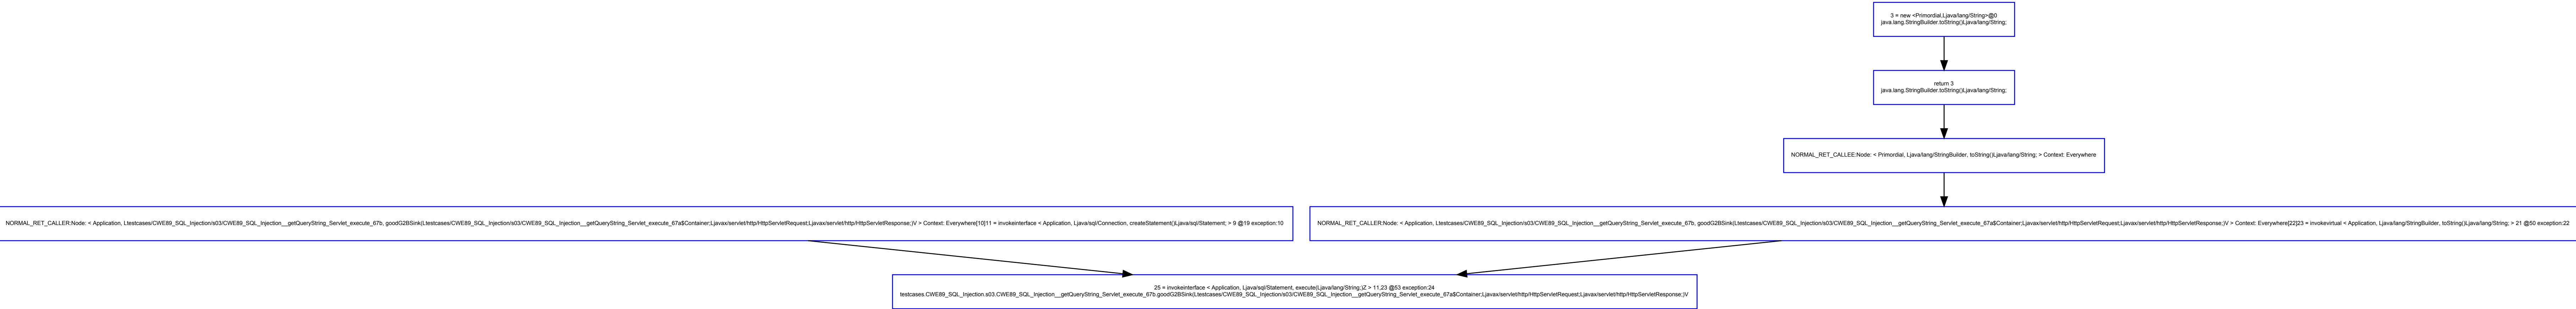 3 = new <Primordial,Ljava/lang/String>@0
java.lang.StringBuilder.toString()Ljava/lang/String;
return 3
java.lang.StringBuilder.toString()Ljava/lang/String;
NORMAL_RET_CALLEE:Node: < Primordial, Ljava/lang/StringBuilder, toString()Ljava/lang/String; > Context: Everywhere
NORMAL_RET_CALLER:Node: < Application, Ltestcases/CWE89_SQL_Injection/s03/CWE89_SQL_Injection__getQueryString_Servlet_execute_67b, goodG2BSink(Ltestcases/CWE89_SQL_Injection/s03/CWE89_SQL_Injection__getQueryString_Servlet_execute_67a$Container;Ljavax/servlet/http/HttpServletRequest;Ljavax/servlet/http/HttpServletResponse;)V > Context: Everywhere[10]11 = invokeinterface < Application, Ljava/sql/Connection, createStatement()Ljava/sql/Statement; > 9 @19 exception:10
NORMAL_RET_CALLER:Node: < Application, Ltestcases/CWE89_SQL_Injection/s03/CWE89_SQL_Injection__getQueryString_Servlet_execute_67b, goodG2BSink(Ltestcases/CWE89_SQL_Injection/s03/CWE89_SQL_Injection__getQueryString_Servlet_execute_67a$Container;Ljavax/servlet/http/HttpServletRequest;Ljavax/servlet/http/HttpServletResponse;)V > Context: Everywhere[22]23 = invokevirtual < Application, Ljava/lang/StringBuilder, toString()Ljava/lang/String; > 21 @50 exception:22
25 = invokeinterface < Application, Ljava/sql/Statement, execute(Ljava/lang/String;)Z > 11,23 @53 exception:24
testcases.CWE89_SQL_Injection.s03.CWE89_SQL_Injection__getQueryString_Servlet_execute_67b.goodG2BSink(Ltestcases/CWE89_SQL_Injection/s03/CWE89_SQL_Injection__getQueryString_Servlet_execute_67a$Container;Ljavax/servlet/http/HttpServletRequest;Ljavax/servlet/http/HttpServletResponse;)V